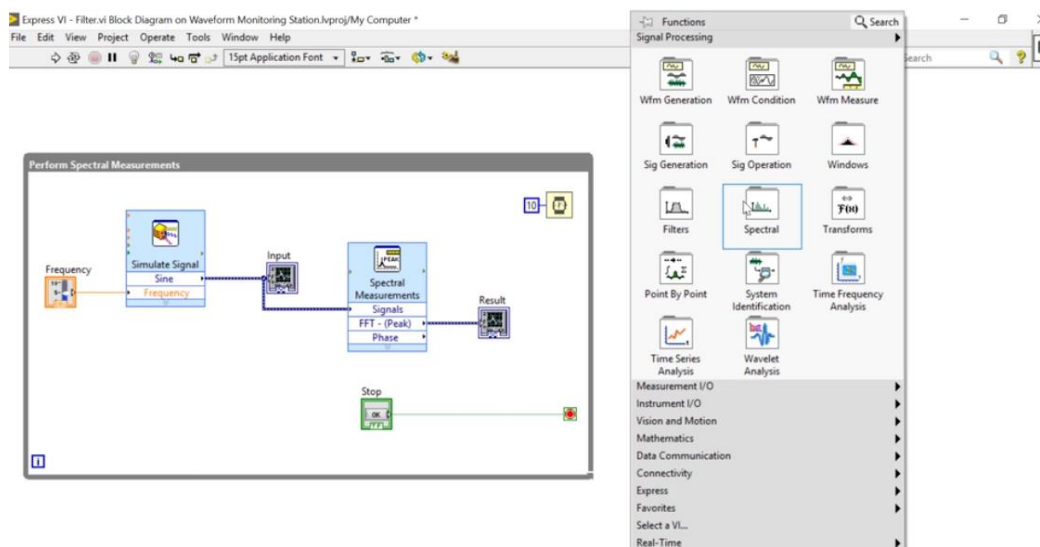 Express VI - Filter.vi Block Diagram on Waveform Monitoring Station.lvproj/My Computer *
File Edit View Project Operate Tools Window Help
15pt Application Font
Search
Perform Spectral Measurements
10
Simulate Signal
Sine
Frequency
Frequency
Input
PEAK
Spectral
Measurements
Signals
FFT - (Peak)
Phase
Result
Stop
OK
TF
i
Functions
Search
Signal Processing
Wfm Generation Wfm Condition Wfm Measure
Sig Generation Sig Operation Windows
Filters Spectral Transforms
Point By Point System Identification Time Frequency Analysis
Time Series Analysis Wavelet Analysis
Measurement I/O
Instrument I/O
Vision and Motion
Mathematics
Data Communication
Connectivity
Express
Favorites
Select a VI...
Real-Time